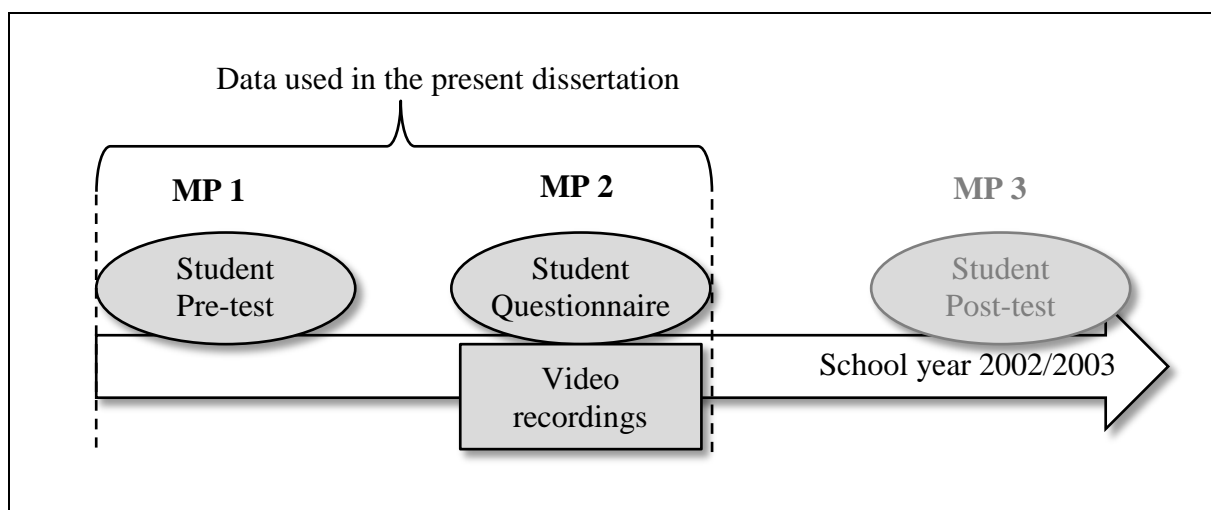 Data used in the present dissertation
MP 1
MP 2
MP 3
Student
Pre-test
Student
Questionnaire
Student
Post-test
School year 2002/2003
Video
recordings